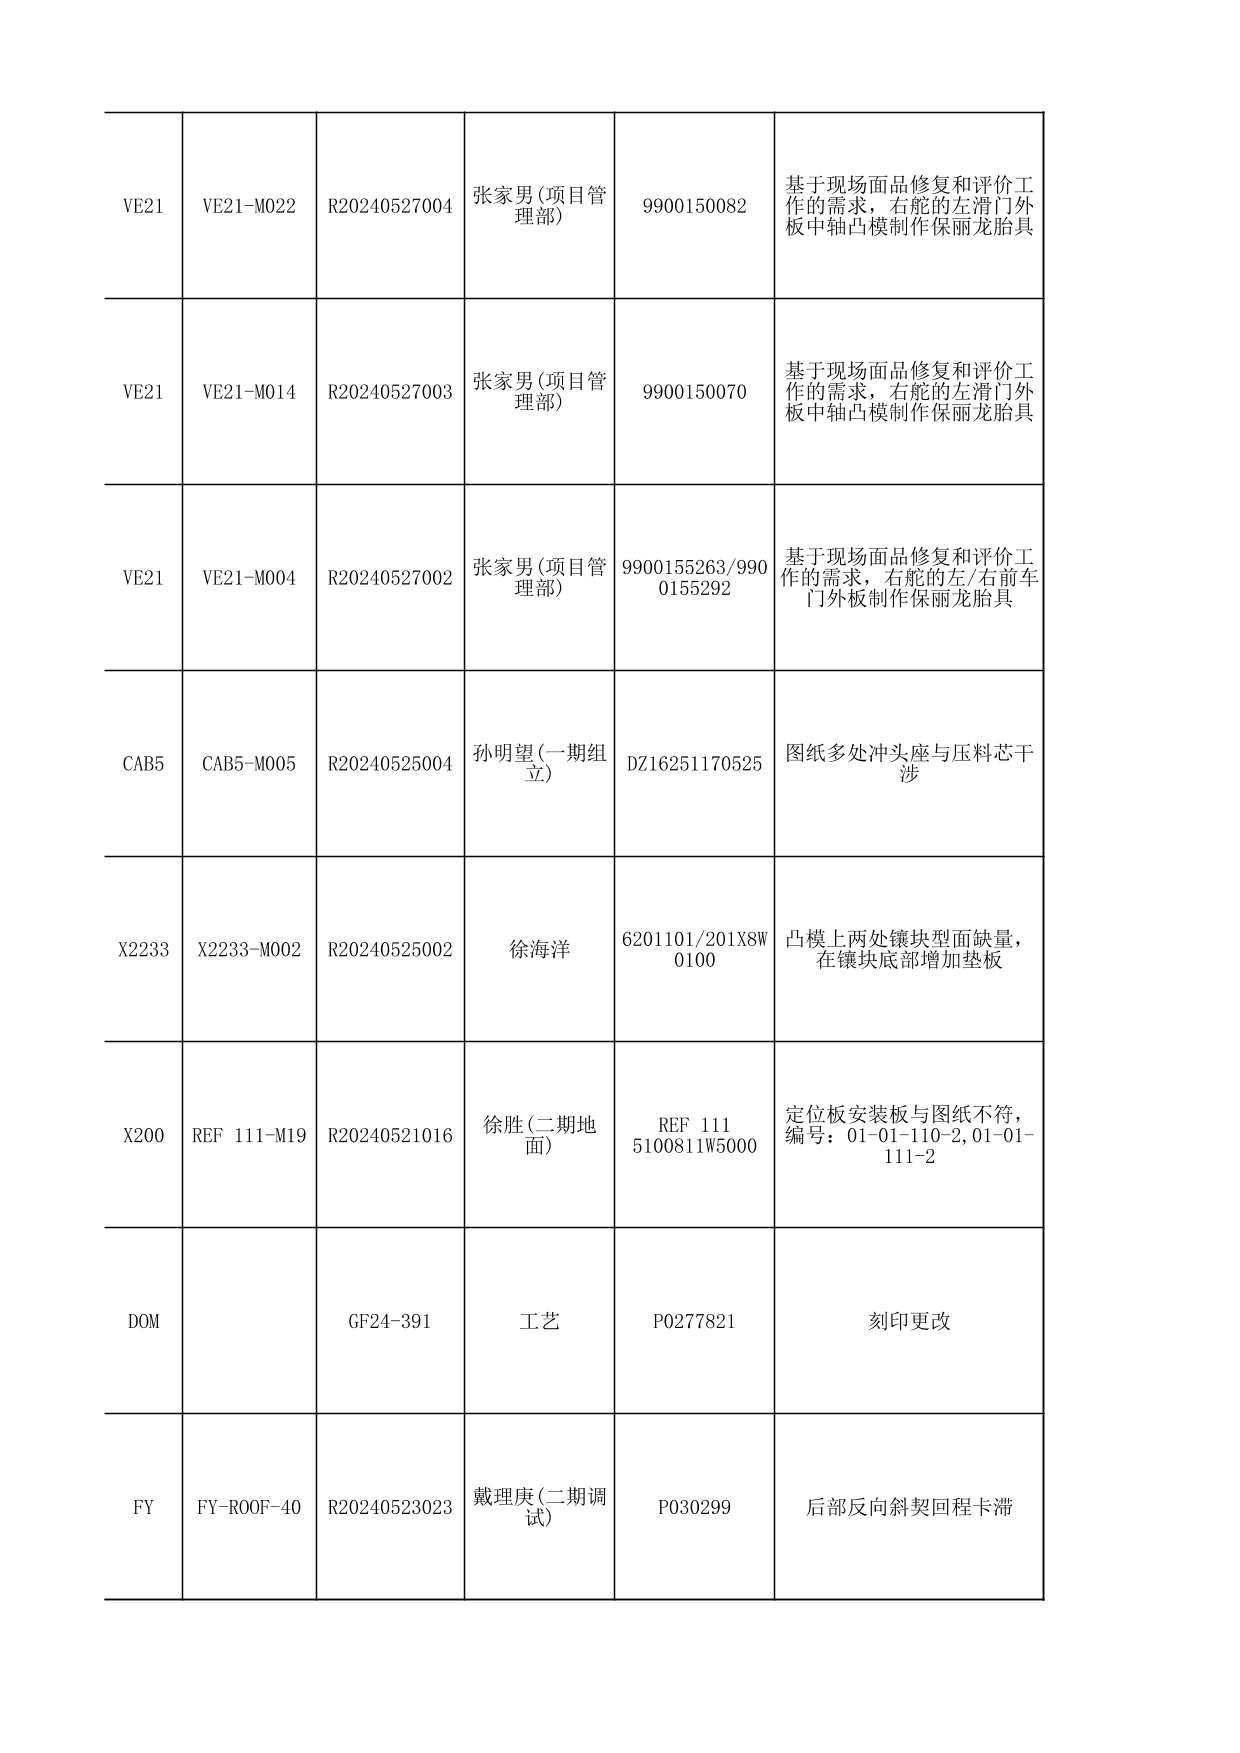 VE21
VE21-M022
R20240527004
张家男(项目管
理部)
9900150082
基于现场面品修复和评价工
作的需求，右舵的左滑门外
板中轴凸模制作保丽龙胎具
VE21
VE21-M014
R20240527003
张家男(项目管
理部)
9900150070
基于现场面品修复和评价工
作的需求，右舵的左滑门外
板中轴凸模制作保丽龙胎具
VE21
VE21-M004
R20240527002
张家男(项目管
理部)
9900155263/990
0155292
基于现场面品修复和评价工
作的需求，右舵的左/右前车
门外板制作保丽龙胎具
CAB5
CAB5-M005
R20240525004
孙明望(一期组
立)
DZ16251170525
图纸多处冲头座与压料芯干
涉
X2233
X2233-M002
R20240525002
徐海洋
6201101/201X8W
0100
凸模上两处镶块型面缺量，
在镶块底部增加垫板
X200
REF 111-M19
R20240521016
徐胜(二期地
面)
REF 111
5100811W5000
定位板安装板与图纸不符，
编号：01-01-110-2,01-01-
111-2
DOM
GF24-391
工艺
P0277821
刻印更改
FY
FY-ROOF-40
R20240523023
戴理庚(二期调
试)
P030299
后部反向斜契回程卡滞